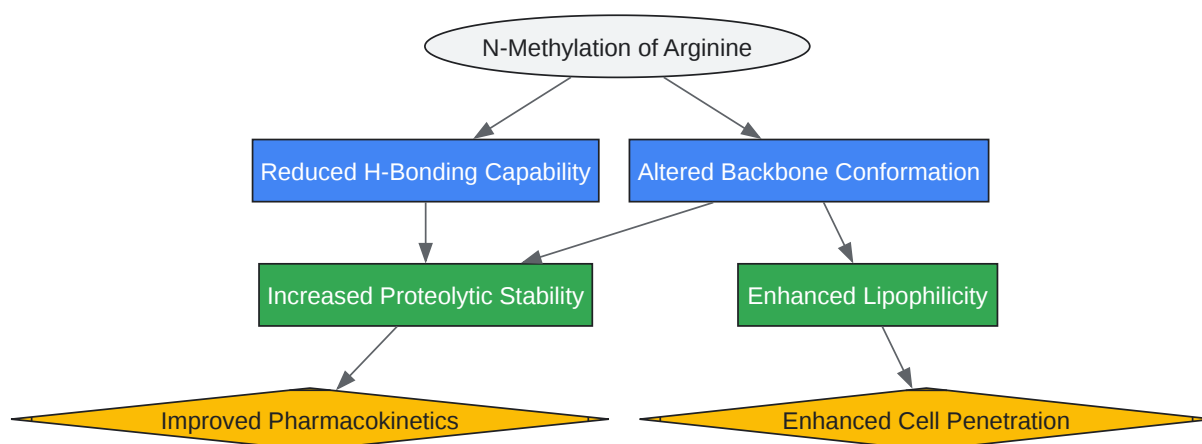 N-Methylation of Arginine
Reduced H-Bonding Capability
Altered Backbone Conformation
Increased Proteolytic Stability
Enhanced Lipophilicity
Improved Pharmacokinetics
Enhanced Cell Penetration